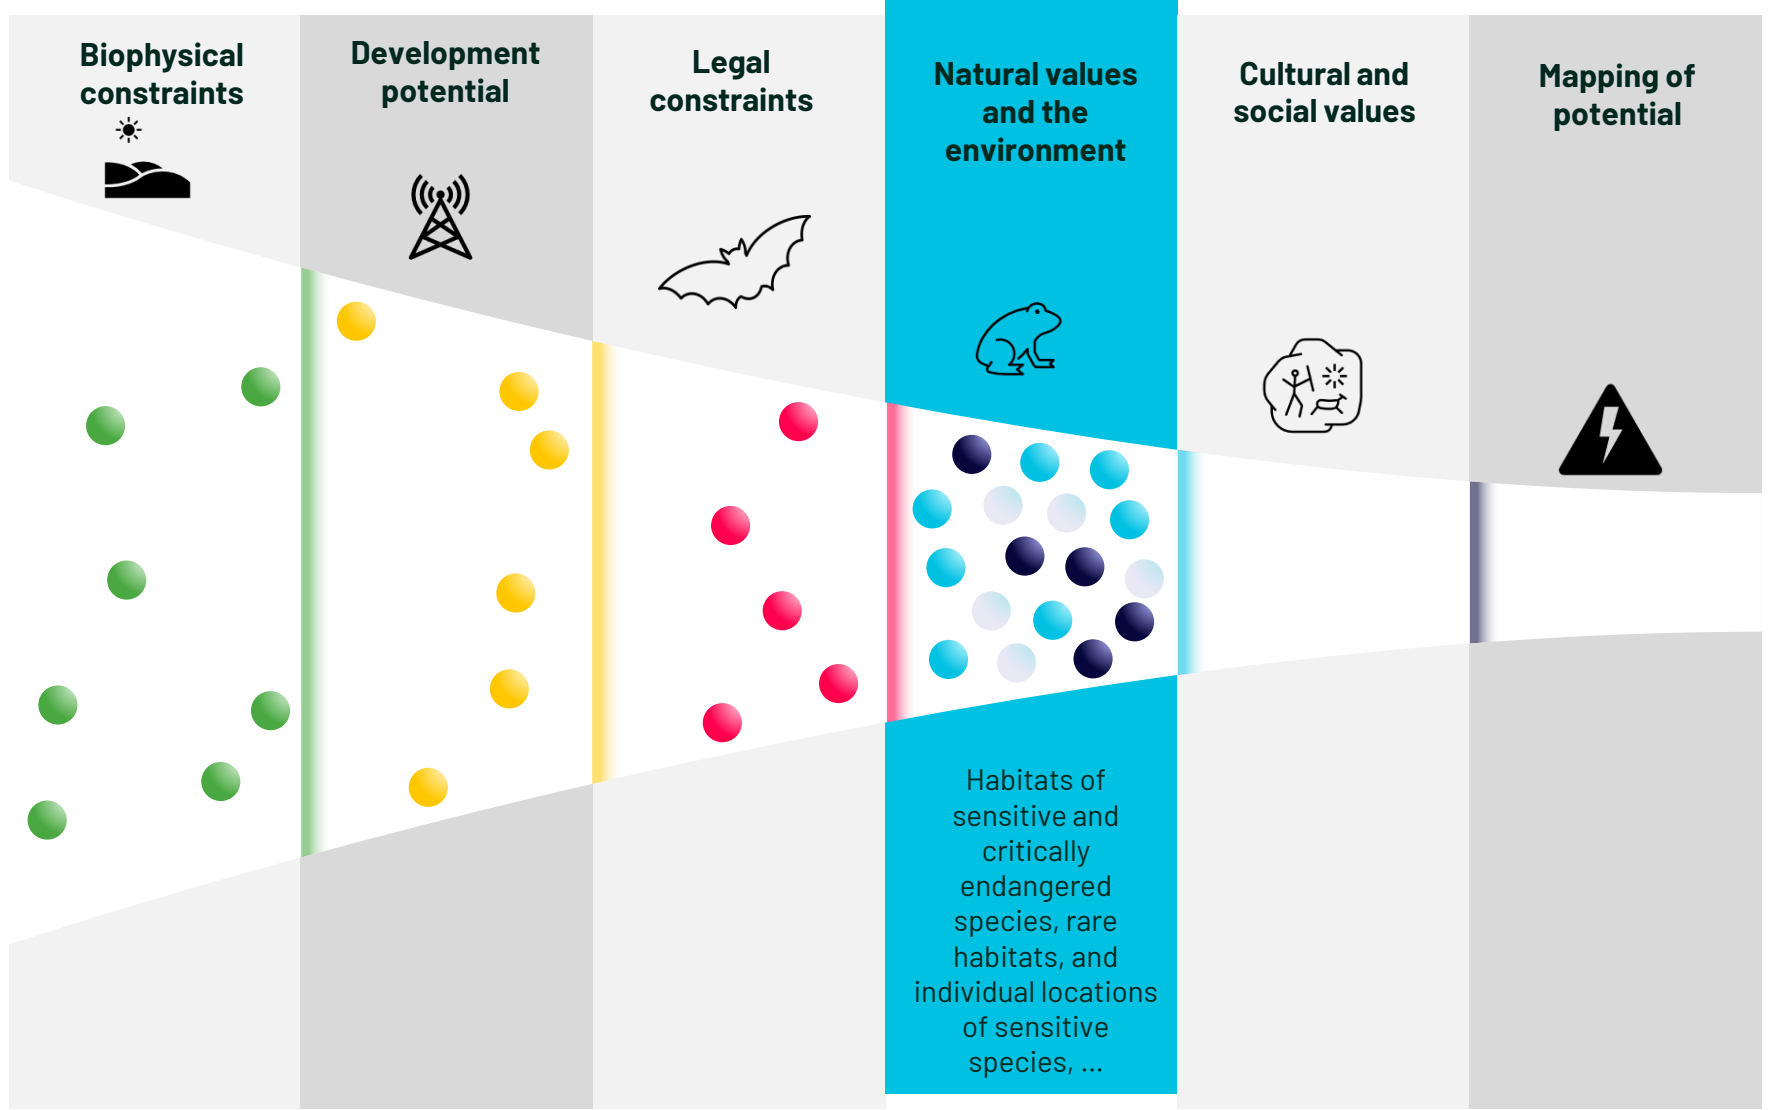 Biophysical
constraints
Development
potential
Legal
constraints
Natural values
and the
environment
Cultural and
social values
Mapping of
potential
Habitats of
sensitive and
critically
endangered
species, rare
habitats, and
individual locations
of sensitive
species, ...